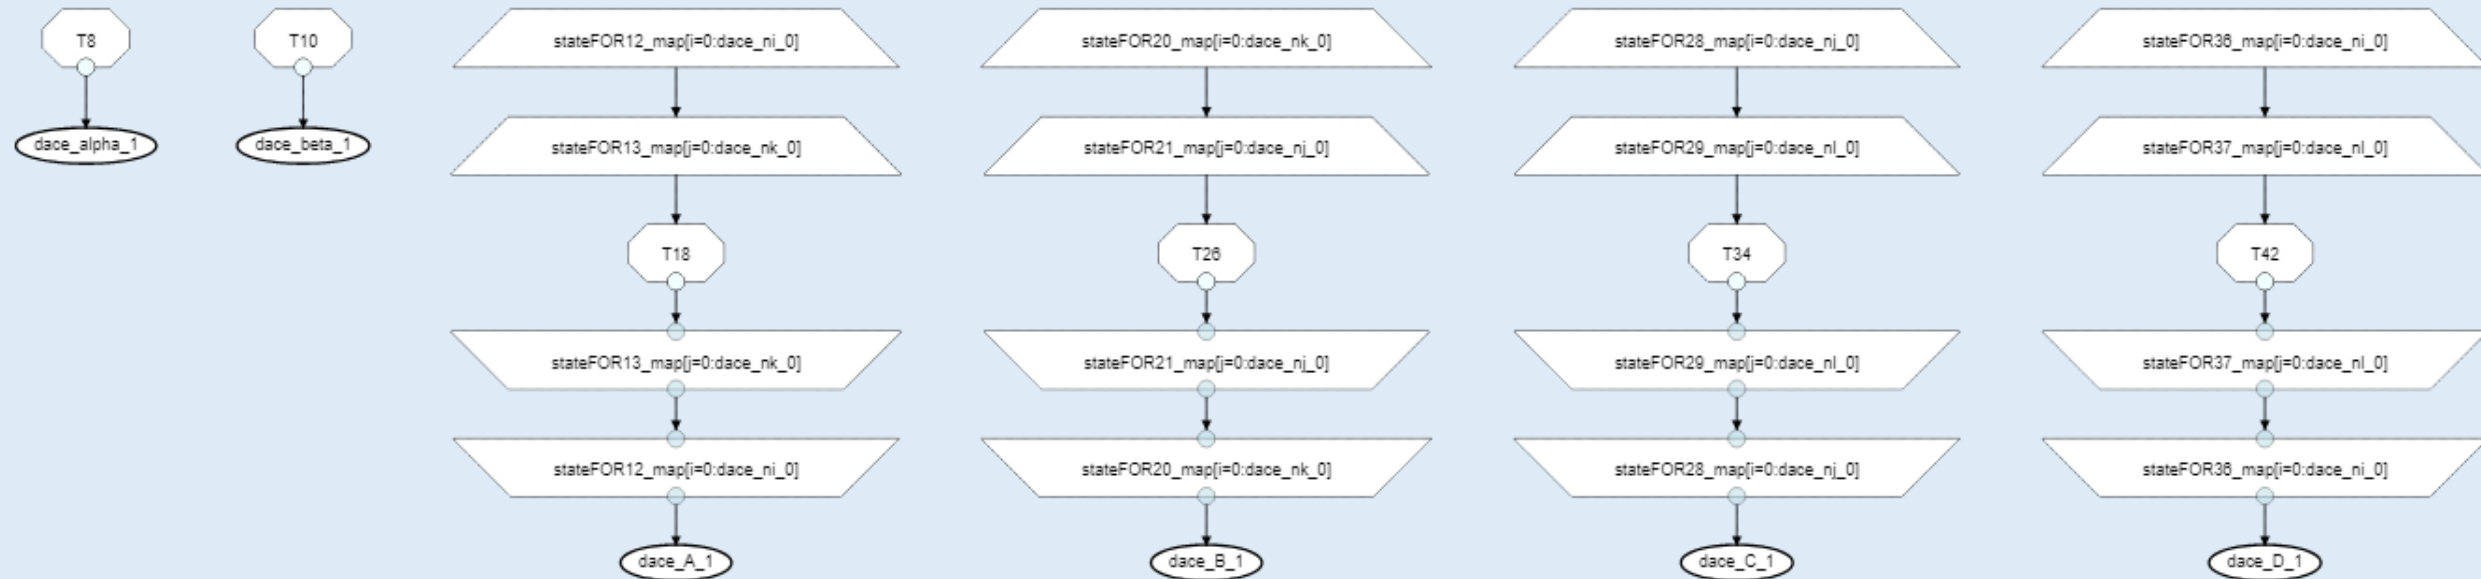 T8
T10
stateFOR12_map[i=0:dace_ni_0]
stateFOR20_map[i=0:dace_nk_0]
stateFOR28_map[i=0:dace_nj_0]
stateFOR36_map[i=0:dace_ni_0]
dace_alpha_1
dace_beta_1
stateFOR13_map[j=0:dace_nk_0]
stateFOR21_map[j=0:dace_nj_0]
stateFOR29_map[j=0:dace_nl_0]
stateFOR37_map[j=0:dace_nl_0]
T18
T26
T34
T42
stateFOR13_map[j=0:dace_nk_0]
stateFOR21_map[j=0:dace_nj_0]
stateFOR29_map[j=0:dace_nl_0]
stateFOR37_map[j=0:dace_nl_0]
stateFOR12_map[i=0:dace_ni_0]
stateFOR20_map[i=0:dace_nk_0]
stateFOR28_map[i=0:dace_nj_0]
stateFOR36_map[i=0:dace_ni_0]
dace_A_1
dace_B_1
dace_C_1
dace_D_1